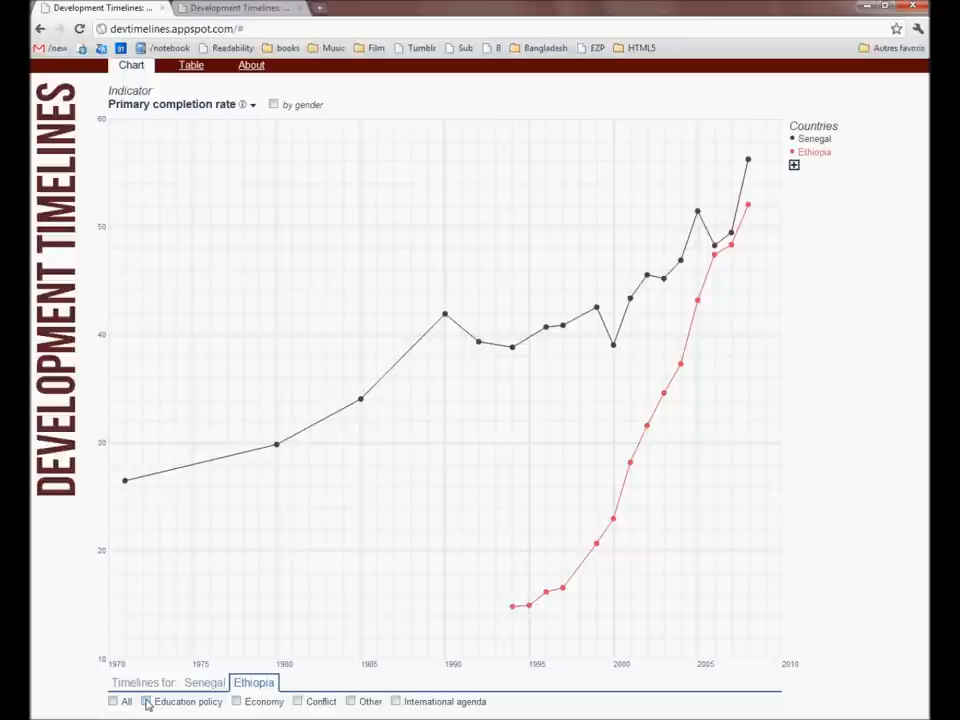 Development Timelines: ... × Development Timelines: ... × +
devtimelines.appspot.com/#
/new 31 /notebook Readability books Music Film Tumblr Sub B Bangladesh EZP HTML5 Autres favoris
Chart Table About
DEVELOPMENT TIMELINES
Indicator
Primary completion rate by gender
Countries
Senegal
Ethiopia
60
50
40
30
20
10
1970 1975 1980 1985 1990 1995 2000 2005 2010
Timelines for: Senegal Ethiopia
All Education policy Economy Conflict Other International agenda